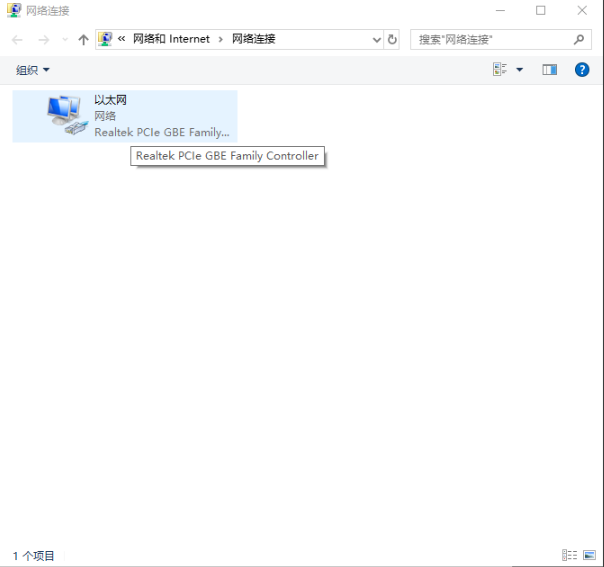 网络连接
« 网络和 Internet › 网络连接
搜索"网络连接"
组织
以太网
网络
Realtek PCIe GBE Family...
Realtek PCIe GBE Family Controller
1 个项目